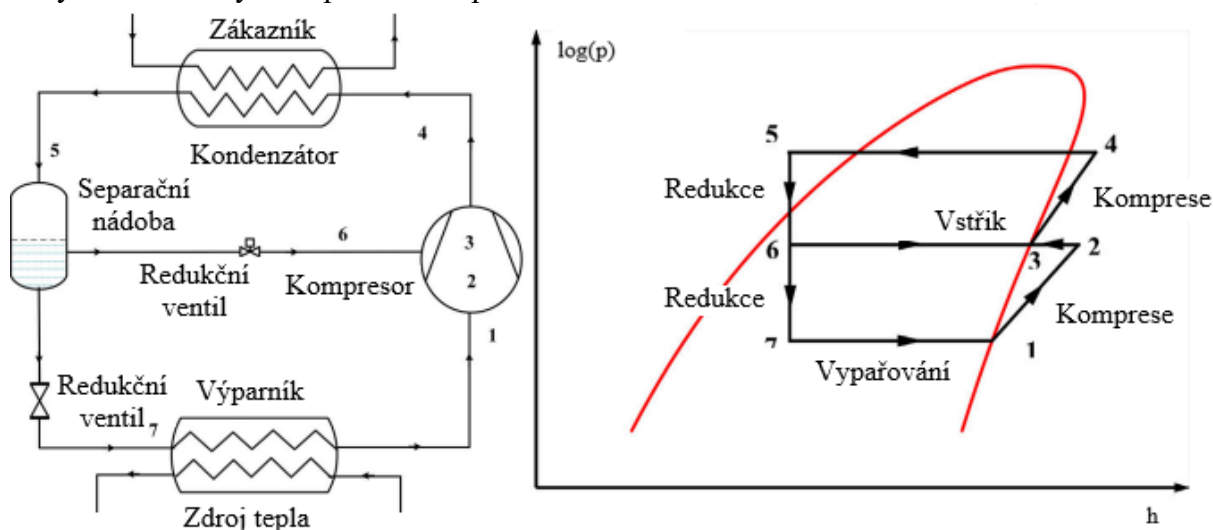 Zákazník
4
Kondenzátor
5
Separační
nádoba
6
3
2
Redukční
ventil
Kompresor
1
Redukční
ventil
7
Výparník
Zdroj tepla
log(p)
5
4
Redukce
Komprese
Vstřik
6
3
2
Redukce
Komprese
7
1
Vypařování
h